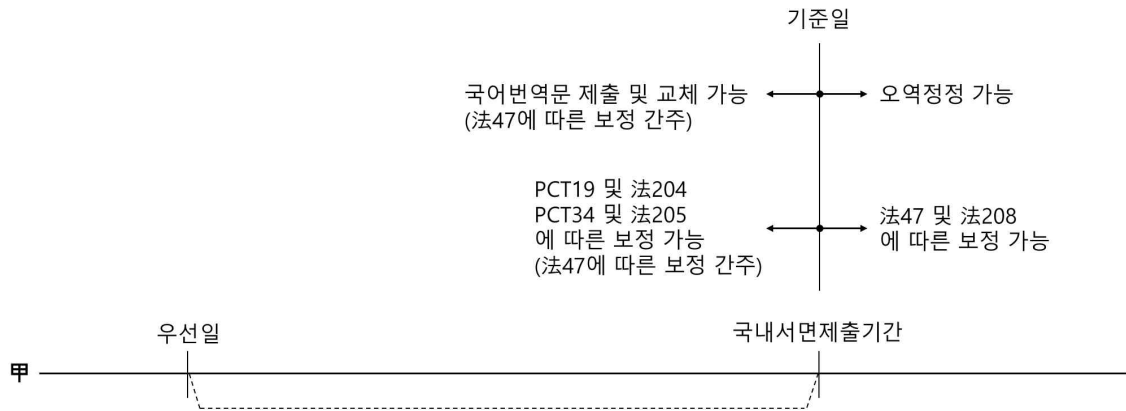 기준일
국어번역문 제출 및 교체 가능
(法47에 따른 보정 간주)
오역정정 가능
PCT19 및 法204
PCT34 및 法205
에 따른 보정 가능
(法47에 따른 보정 간주)
法47 및 法208
에 따른 보정 가능
우선일
국내서면제출기간
甲